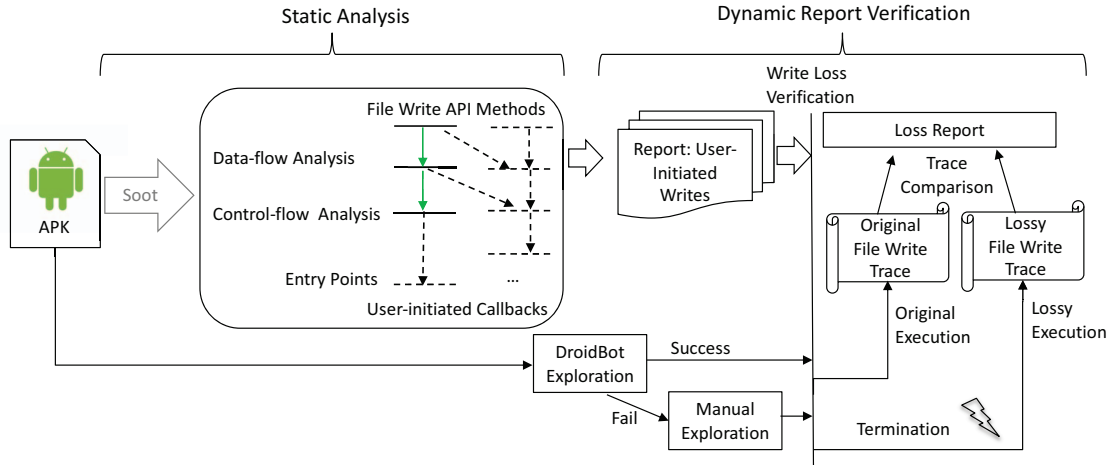 Static Analysis
Dynamic Report Verification
Write Loss
Verification
File Write API Methods
Data-flow Analysis
Control-flow Analysis
Entry Points
...
User-initiated Callbacks
APK
Soot
Report: User-
Initiated
Writes
Loss Report
Trace
Comparison
Original
File Write
Trace
Lossy
File Write
Trace
Original
Execution
Lossy
Execution
DroidBot
Exploration
Success
Fail
Manual
Exploration
Termination